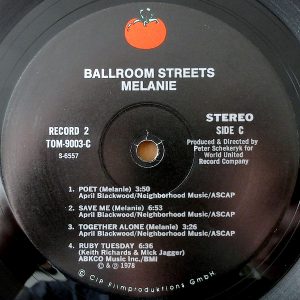 BALLROOM STREETS
MELANIE
RECORD 2
TOM-9003-C
S-6557
STEREO
SIDE C
Produced & Directed by
Peter Schekeryk for
World United
Record Company
1. POET (Melanie) 3:50
April Blackwood/Neighborhood Music/ASCAP
2. SAVE ME (Melanie) 6:53
April Blackwood/Neighborhood Music/ASCAP
3. TOGETHER ALONE (Melanie) 3:26
April Blackwood/Neighborhood Music/ASCAP
4. RUBY TUESDAY 6:35
(Keith Richards & Mick Jagger)
ABKCO Music Inc./BMI
© & ℗ 1978
© CIP Filmproduktions GmbH